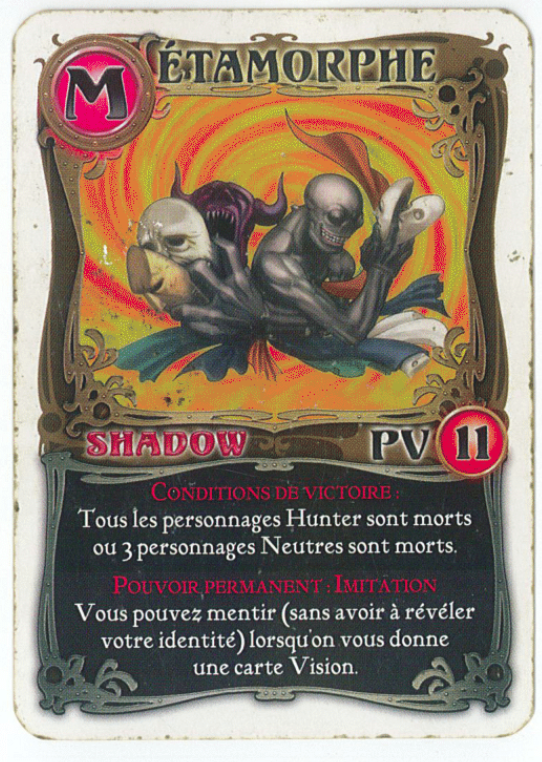 MÉTAMORPHE
SHADOW
PV 11
CONDITIONS DE VICTOIRE :
Tous les personnages Hunter sont morts
ou 3 personnages Neutres sont morts.
POUVOIR PERMANENT : IMITATION
Vous pouvez mentir (sans avoir à révéler
votre identité) lorsqu'on vous donne
une carte Vision.